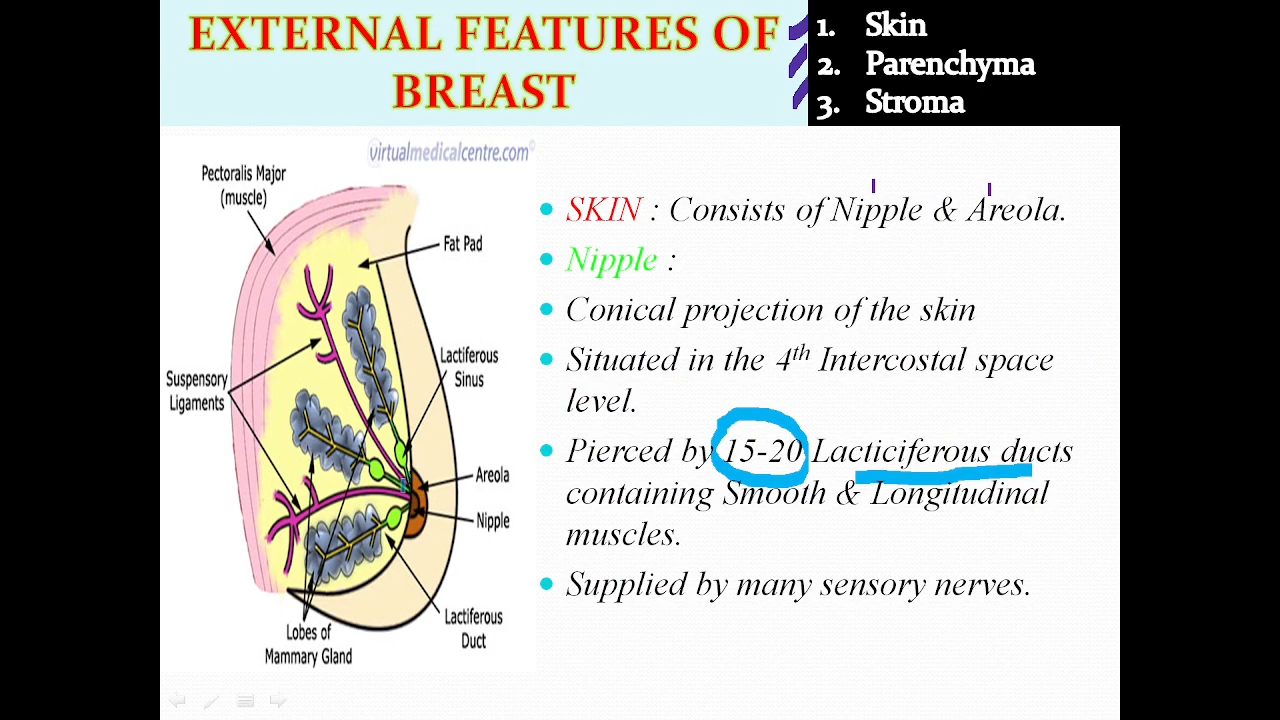 EXTERNAL FEATURES OF
BREAST
1. Skin
2. Parenchyma
3. Stroma
virtualmedicalcentre.com©
Pectoralis Major
(muscle)
Fat Pad
Lactiferous
Sinus
Suspensory
Ligaments
Areola
Nipple
Lactiferous
Duct
Lobes of
Mammary Gland
• SKIN : Consists of Nipple & Areola.
• Nipple :
• Conical projection of the skin
• Situated in the 4th Intercostal space
level.
• Pierced by 15-20 Lacticiferous ducts
containing Smooth & Longitudinal
muscles.
• Supplied by many sensory nerves.